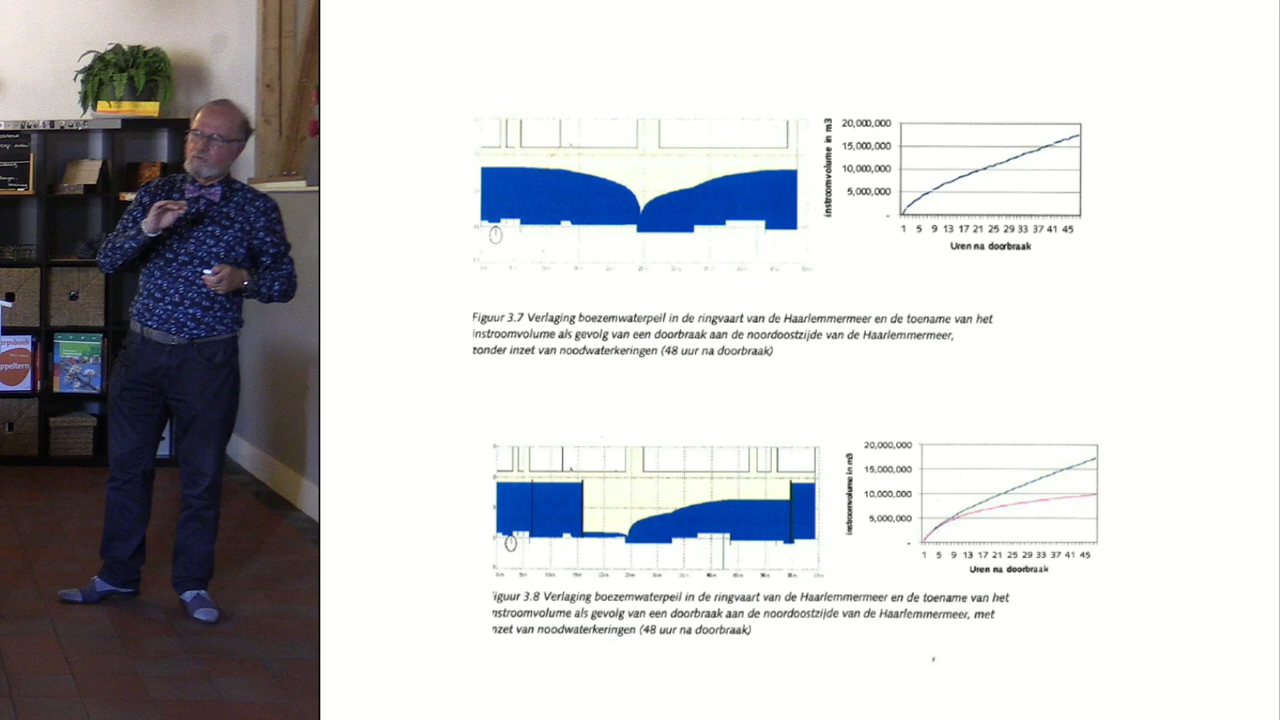 orpsboek
ppeltern
20,000,000
15,000,000
10,000,000
5,000,000
-
instroomvolume in m3
1 5 9 13 17 21 25 29 33 37 41 45
Uren na doorbraak
Figuur 3.7 Verlaging boezemwaterpeil in de ringvaart van de Haarlemmermeer en de toename van het
instroomvolume als gevolg van een doorbraak aan de noordoostzijde van de Haarlemmermeer,
zonder inzet van noodwaterkeringen (48 uur na doorbraak)
20,000,000
15,000,000
10,000,000
5,000,000
-
instroomvolume in m3
1 5 9 13 17 21 25 29 33 37 41 45
Uren na doorbraak
iguur 3.8 Verlaging boezemwaterpeil in de ringvaart van de Haarlemmermeer en de toename van het
nstroomvolume als gevolg van een doorbraak aan de noordoostzijde van de Haarlemmermeer, met
nzet van noodwaterkeringen (48 uur na doorbraak)